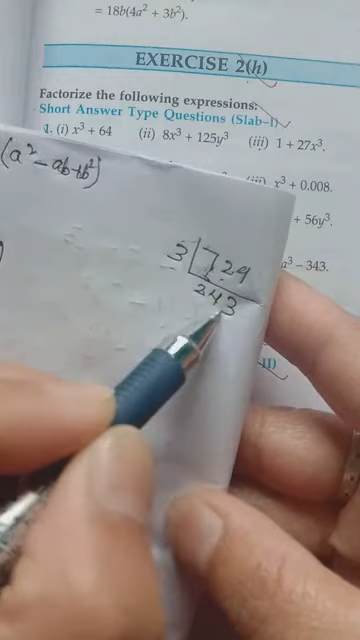 = 18b(4a² + 3b²).
EXERCISE 2(h)
Factorize the following expressions:
Short Answer Type Questions (Slab–I)
1. (i) x³ + 64 (ii) 8x³ + 125y³ (iii) 1 + 27x³.
(a² – ab + b²)
x³ + 0.008.
+ 56y³.
3 729
a³ – 343.
243
II)